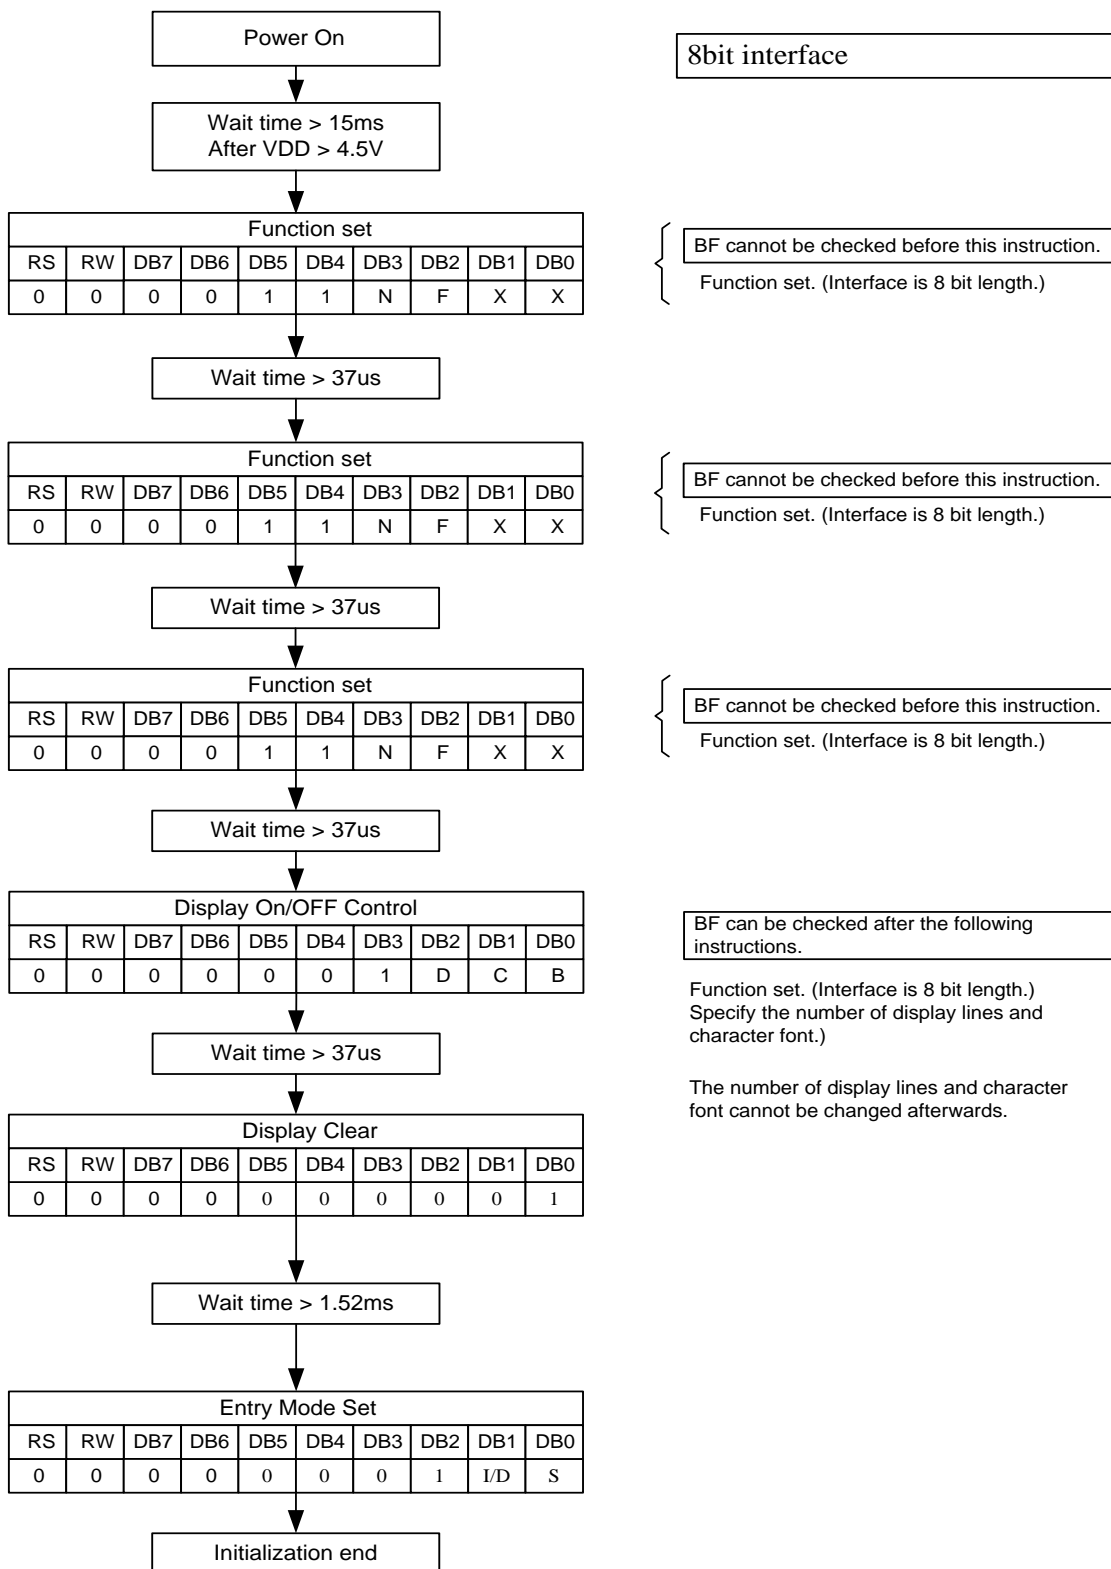 Power On
8bit interface
Wait time > 15ms
After VDD > 4.5V
Function set
RS RW DB7 DB6 DB5 DB4 DB3 DB2 DB1 DB0
0 0 0 0 1 1 N F X X
BF cannot be checked before this instruction.
Function set. (Interface is 8 bit length.)
Wait time > 37us
Function set
RS RW DB7 DB6 DB5 DB4 DB3 DB2 DB1 DB0
0 0 0 0 1 1 N F X X
BF cannot be checked before this instruction.
Function set. (Interface is 8 bit length.)
Wait time > 37us
Function set
RS RW DB7 DB6 DB5 DB4 DB3 DB2 DB1 DB0
0 0 0 0 1 1 N F X X
BF cannot be checked before this instruction.
Function set. (Interface is 8 bit length.)
Wait time > 37us
Display On/OFF Control
RS RW DB7 DB6 DB5 DB4 DB3 DB2 DB1 DB0
0 0 0 0 0 0 1 D C B
BF can be checked after the following
instructions.
Function set. (Interface is 8 bit length.)
Specify the number of display lines and
character font.)
The number of display lines and character
font cannot be changed afterwards.
Wait time > 37us
Display Clear
RS RW DB7 DB6 DB5 DB4 DB3 DB2 DB1 DB0
0 0 0 0 0 0 0 0 0 1
Wait time > 1.52ms
Entry Mode Set
RS RW DB7 DB6 DB5 DB4 DB3 DB2 DB1 DB0
0 0 0 0 0 0 0 1 I/D S
Initialization end